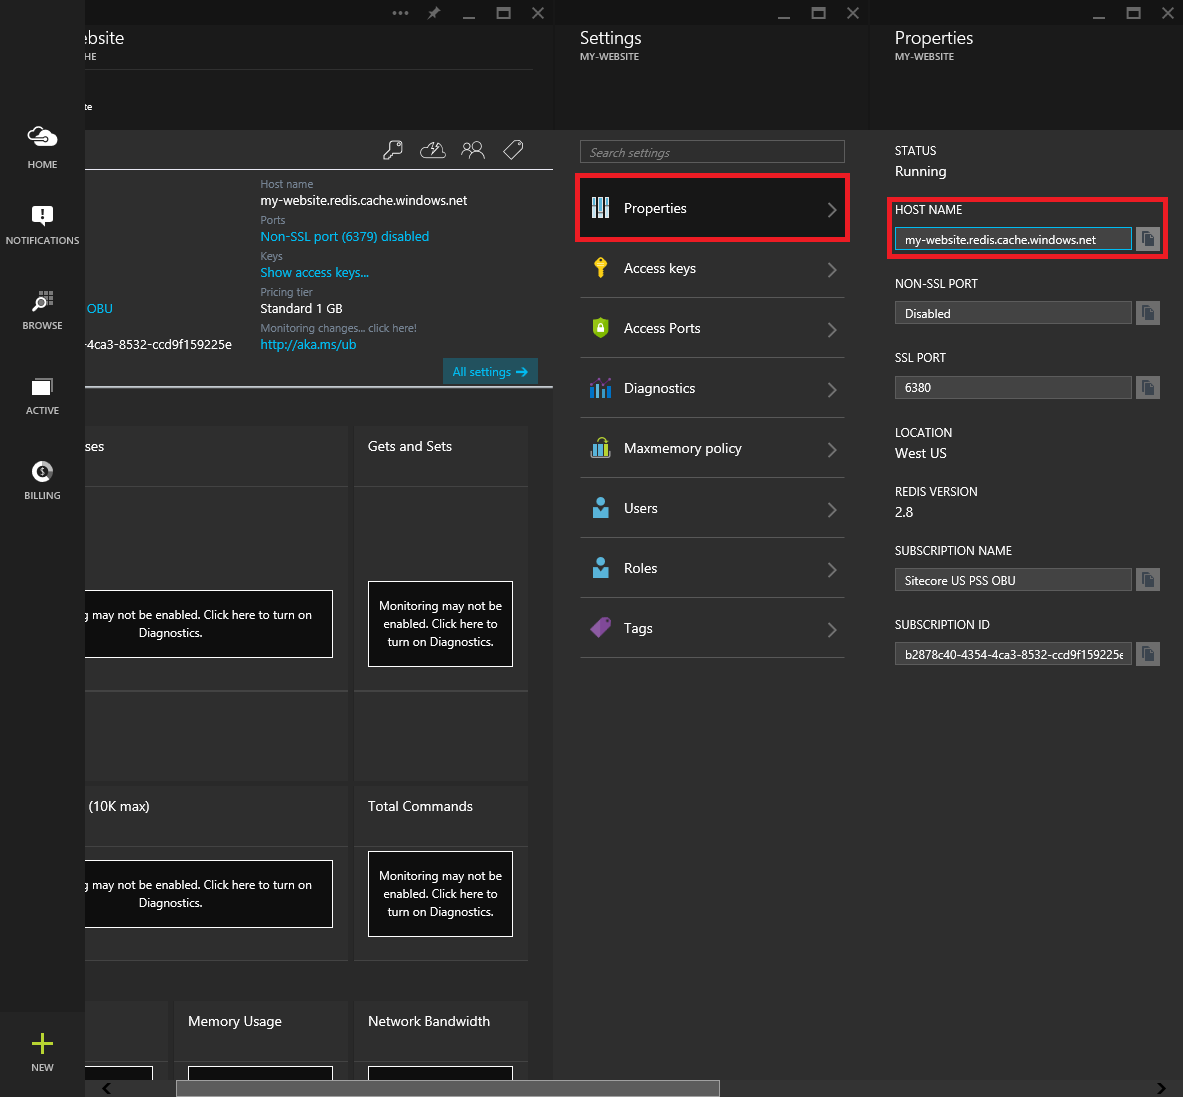 HOME
NOTIFICATIONS
BROWSE
ACTIVE
BILLING
NEW
ebsite
HE
te
Host name
my-website.redis.cache.windows.net
Ports
Non-SSL port (6379) disabled
Keys
Show access keys...
Pricing tier
OBU
Standard 1 GB
Monitoring changes... click here!
-4ca3-8532-ccd9f159225e
http://aka.ms/ub
All settings
ses
Gets and Sets
g may not be enabled. Click here to turn on
Diagnostics.
Monitoring may not be
enabled. Click here to
turn on Diagnostics.
(10K max)
Total Commands
g may not be enabled. Click here to turn on
Diagnostics.
Monitoring may not be
enabled. Click here to
turn on Diagnostics.
Memory Usage
Network Bandwidth
Settings
MY-WEBSITE
Search settings
Properties
Access keys
Access Ports
Diagnostics
Maxmemory policy
Users
Roles
Tags
Properties
MY-WEBSITE
STATUS
Running
HOST NAME
my-website.redis.cache.windows.net
NON-SSL PORT
Disabled
SSL PORT
6380
LOCATION
West US
REDIS VERSION
2.8
SUBSCRIPTION NAME
Sitecore US PSS OBU
SUBSCRIPTION ID
b2878c40-4354-4ca3-8532-ccd9f159225e